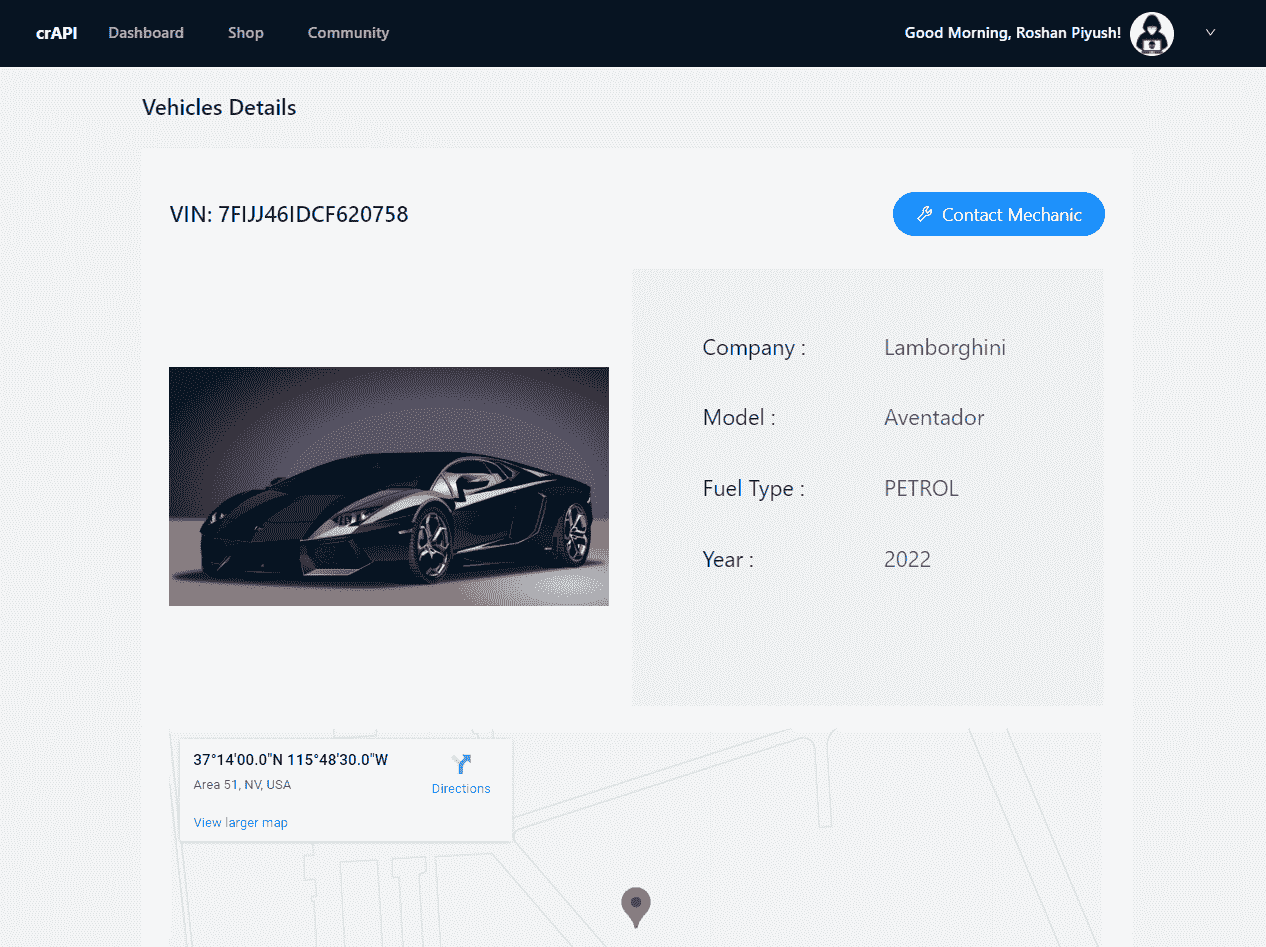 crAPI Dashboard Shop Community Good Morning, Roshan Piyush!
Vehicles Details
VIN: 7FIJJ46IDCF620758 Contact Mechanic
Company : Lamborghini
Model : Aventador
Fuel Type : PETROL
Year : 2022
37°14'00.0"N 115°48'30.0"W
Area 51, NV, USA
Directions
View larger map